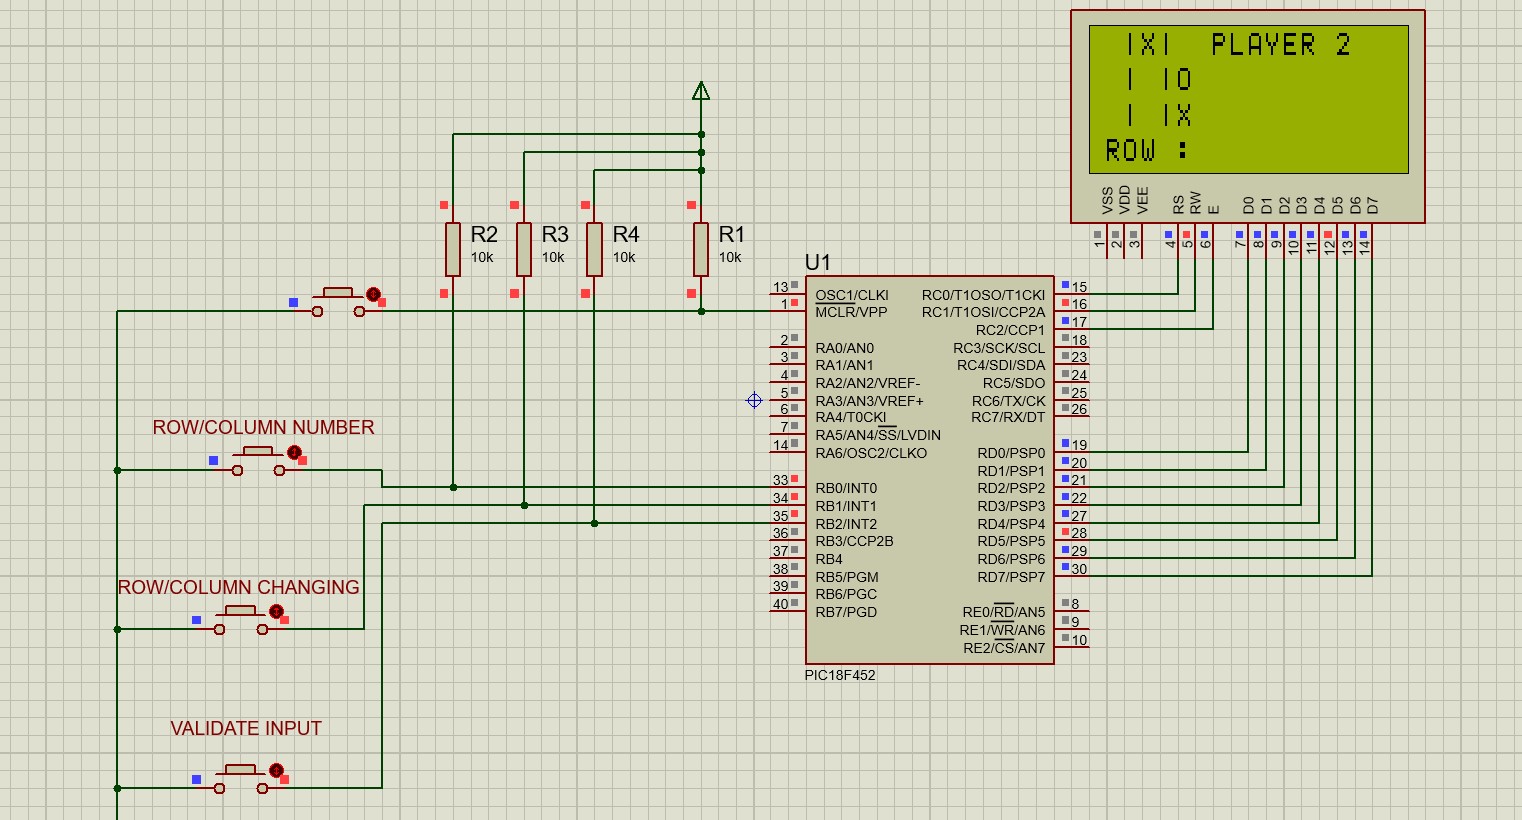 |X|  PLAYER 2
| |O
| |X
ROW :
VSS
VDD
VEE
RS
RW
E
D0
D1
D2
D3
D4
D5
D6
D7
1
2
3
4
5
6
7
8
9
10
11
12
13
14
R2
10k
R3
10k
R4
10k
R1
10k
U1
13 OSC1/CLKI RC0/T1OSO/T1CKI 15
1 MCLR/VPP RC1/T1OSI/CCP2A 16
RC2/CCP1 17
2 RA0/AN0 RC3/SCK/SCL 18
3 RA1/AN1 RC4/SDI/SDA 23
4 RA2/AN2/VREF- RC5/SDO 24
5 RA3/AN3/VREF+ RC6/TX/CK 25
6 RA4/T0CKI RC7/RX/DT 26
7 RA5/AN4/SS/LVDIN
14 RA6/OSC2/CLKO RD0/PSP0 19
RD1/PSP1 20
33 RB0/INT0 RD2/PSP2 21
34 RB1/INT1 RD3/PSP3 22
35 RB2/INT2 RD4/PSP4 27
36 RB3/CCP2B RD5/PSP5 28
37 RB4 RD6/PSP6 29
38 RB5/PGM RD7/PSP7 30
39 RB6/PGC
40 RB7/PGD RE0/RD/AN5 8
RE1/WR/AN6 9
RE2/CS/AN7 10
PIC18F452
ROW/COLUMN NUMBER
ROW/COLUMN CHANGING
VALIDATE INPUT